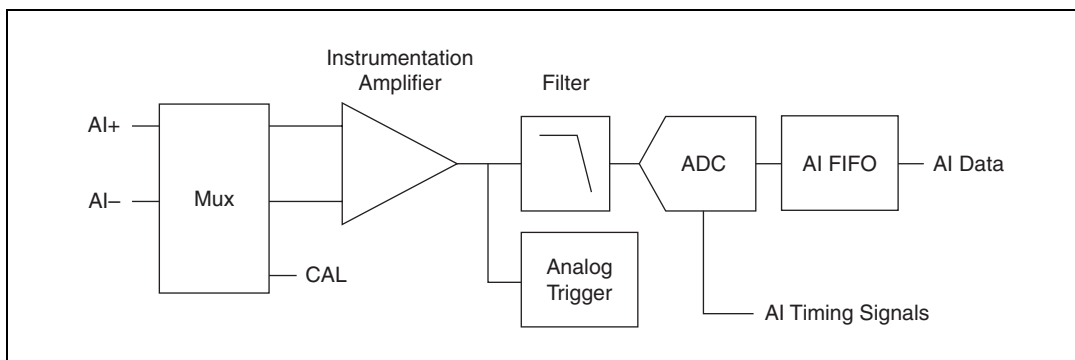 Instrumentation
Amplifier
Filter
AI+
AI–
Mux
CAL
ADC
AI FIFO
AI Data
Analog
Trigger
AI Timing Signals